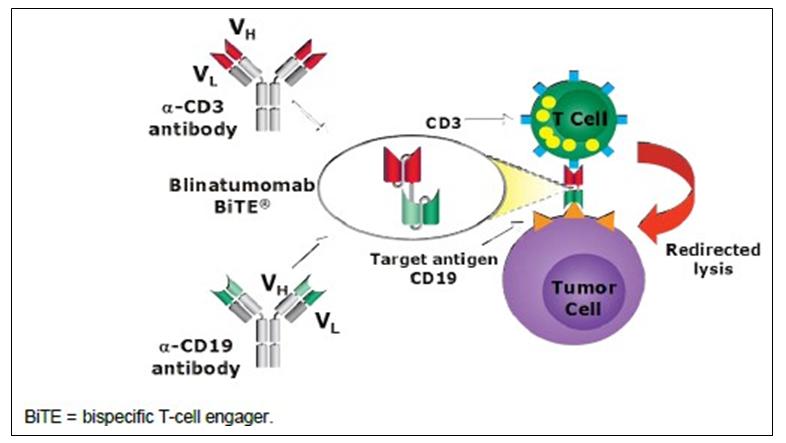 VH
VL
α-CD3
antibody
CD3
T Cell
Blinatumomab
BiTE®
Target antigen
CD19
Redirected
lysis
VH
VL
Tumor
Cell
α-CD19
antibody
BiTE = bispecific T-cell engager.